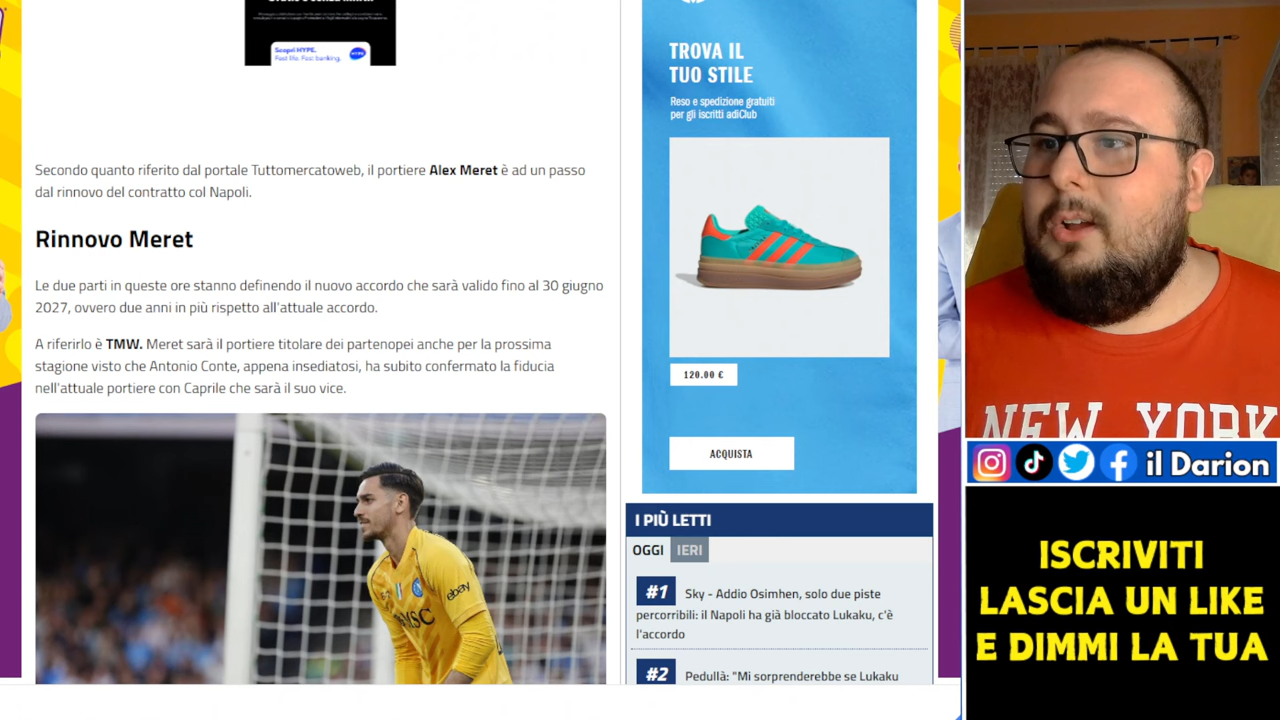 Scopri HYPE.
Fast life. Fast banking.
HYPE
Secondo quanto riferito dal portale Tuttomercatoweb, il portiere Alex Meret è ad un passo
dal rinnovo del contratto col Napoli.
Rinnovo Meret
Le due parti in queste ore stanno definendo il nuovo accordo che sarà valido fino al 30 giugno
2027, ovvero due anni in più rispetto all'attuale accordo.
A riferirlo è TMW. Meret sarà il portiere titolare dei partenopei anche per la prossima
stagione visto che Antonio Conte, appena insediatosi, ha subito confermato la fiducia
nell'attuale portiere con Caprile che sarà il suo vice.
ebay
MSC
TROVA IL
TUO STILE
Reso e spedizione gratuiti
per gli iscritti adiClub
120.00 €
ACQUISTA
I PIÙ LETTI
OGGI IERI
#1 Sky - Addio Osimhen, solo due piste
percorribili: il Napoli ha già bloccato Lukaku, c'è
l'accordo
#2 Pedullà: "Mi sorprenderebbe se Lukaku
NEW YORK
il Darion
ISCRIVITI
LASCIA UN LIKE
E DIMMI LA TUA